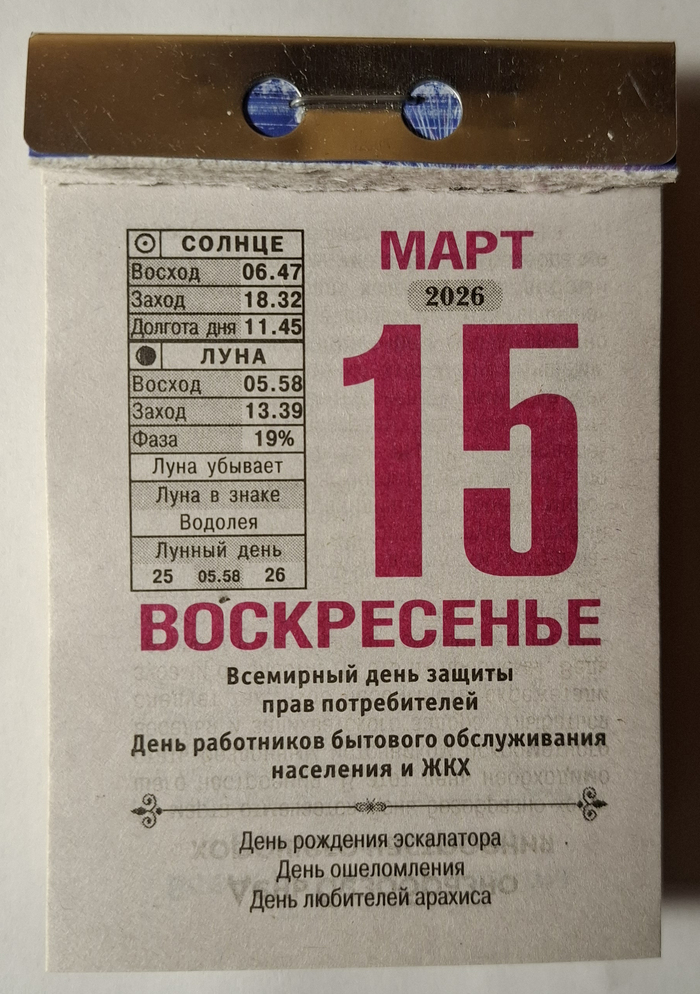 СОЛНЦЕ
Восход 06.47
Заход 18.32
Долгота дня 11.45
ЛУНА
Восход 05.58
Заход 13.39
Фаза 19%
Луна убывает
Луна в знаке
Водолея
Лунный день
25 05.58 26
МАРТ
2026
15
ВОСКРЕСЕНЬЕ
Всемирный день защиты
прав потребителей
День работников бытового обслуживания
населения и ЖКХ
День рождения эскалатора
День ошеломления
День любителей арахиса